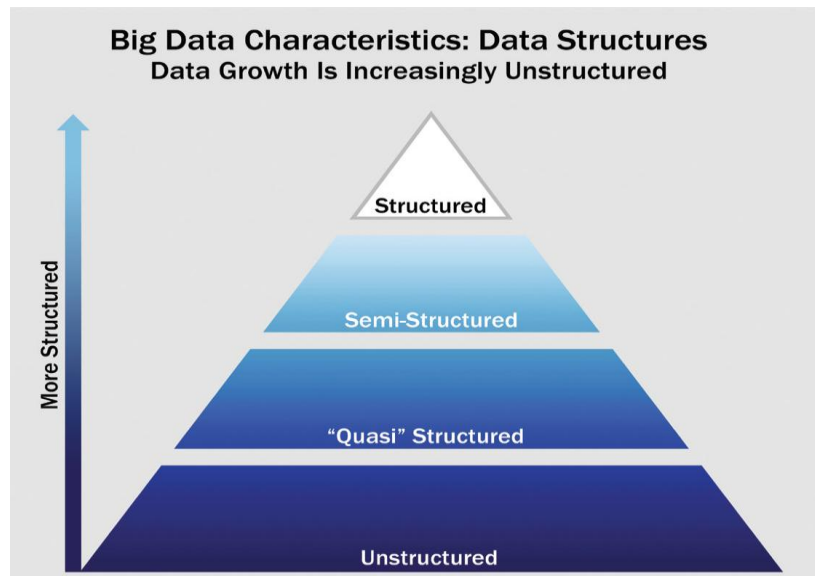 Big Data Characteristics: Data Structures
Data Growth Is Increasingly Unstructured
More Structured
Structured
Semi-Structured
“Quasi” Structured
Unstructured